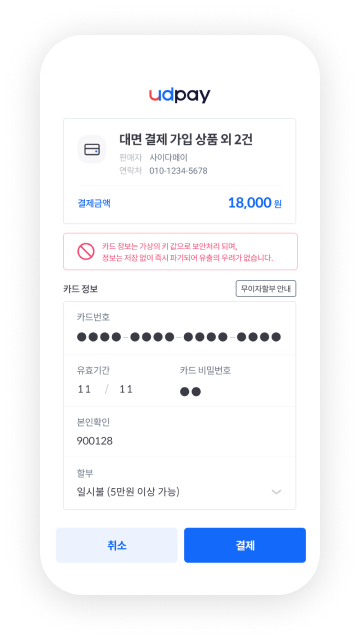 udpay
대면 결제 가입 상품 외 2건
판매자 사이다페이
연락처 010-1234-5678
결제금액 18,000 원
카드 정보는 가상의 키 값으로 보안처리 되며,
정보는 저장 없이 즉시 파기되어 유출의 우려가 없습니다.
카드 정보 무이자할부 안내
카드번호
●●●● – ●●●● – ●●●● – ●●●●
유효기간 카드 비밀번호
11 / 11 ●●
본인확인
900128
할부
일시불 (5만원 이상 가능)
취소 결제